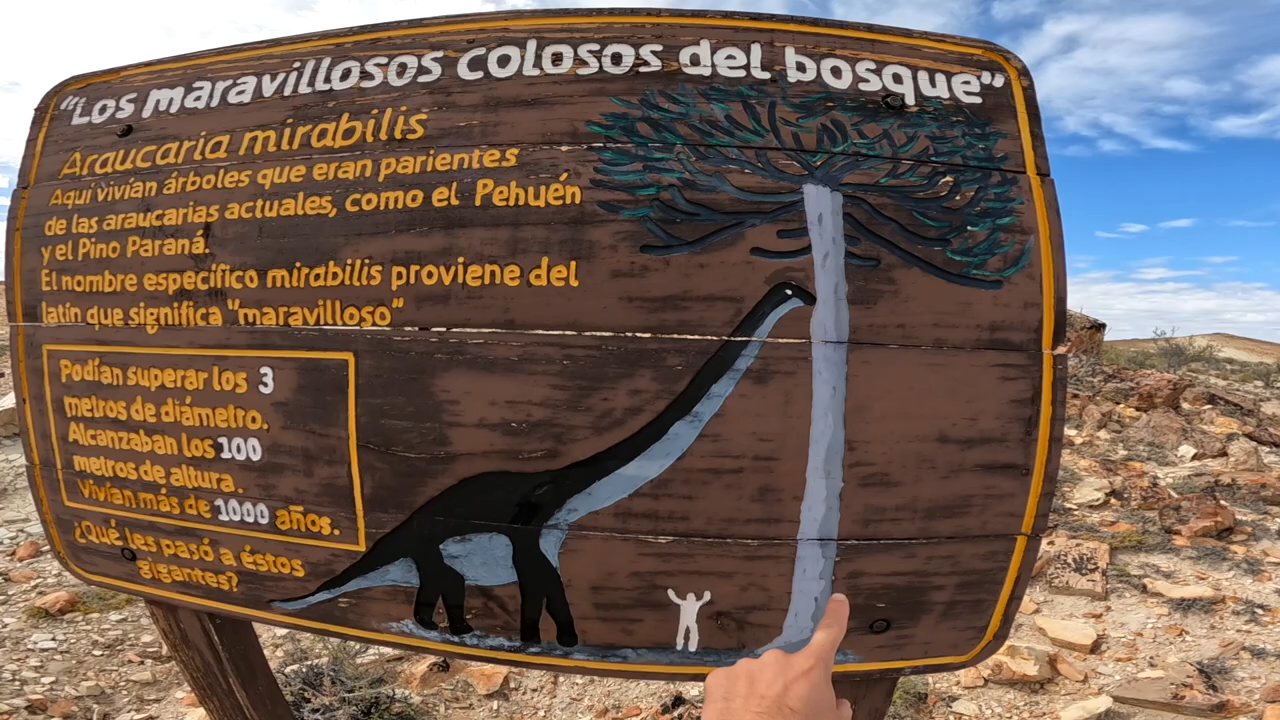 "Los maravillosos colosos del bosque"
Araucaria mirabilis
Aquí vivían árboles que eran parientes
de las araucarias actuales, como el Pehuén
y el Pino Paraná.
El nombre específico mirabilis proviene del
latín que significa "maravilloso"
Podían superar los 3
metros de diámetro.
Alcanzaban los 100
metros de altura.
Vivían más de 1000 años.
¿Qué les pasó a éstos
gigantes?